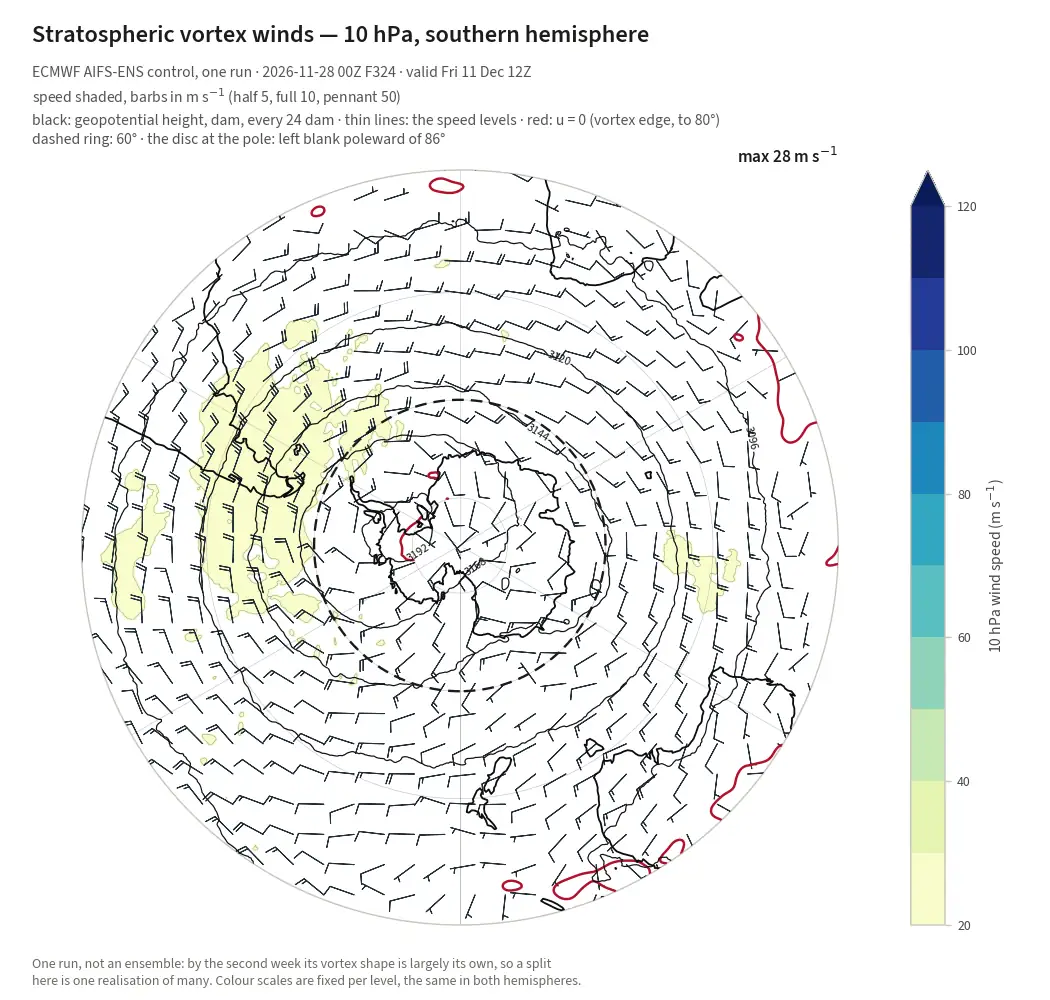 Stratospheric vortex winds — 10 hPa, southern hemisphere
ECMWF AIFS-ENS control, one run · 2026-11-28 00Z F324 · valid Fri 11 Dec 12Z
speed shaded, barbs in m s⁻¹ (half 5, full 10, pennant 50)
black: geopotential height, dam, every 24 dam · thin lines: the speed levels · red: u = 0 (vortex edge, to 80°)
dashed ring: 60° · the disc at the pole: left blank poleward of 86°
max 28 m s⁻¹
120
100
80
60
40
20
10 hPa wind speed (m s⁻¹)
3120
3144
3096
3192
One run, not an ensemble: by the second week its vortex shape is largely its own, so a split
here is one realisation of many. Colour scales are fixed per level, the same in both hemispheres.